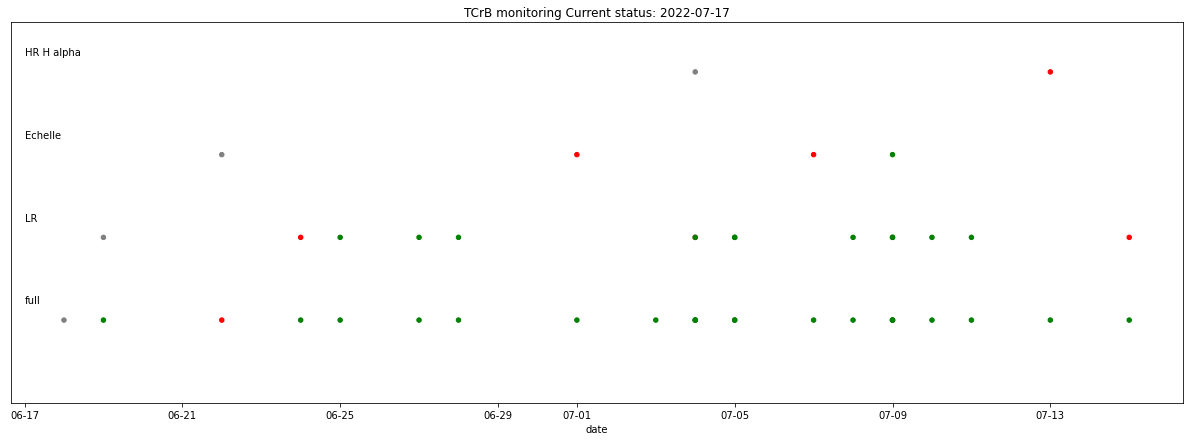 TCrB monitoring Current status: 2022-07-17
HR H alpha
Echelle
LR
full
06-17 06-21 06-25 06-29 07-01 07-05 07-09 07-13
date